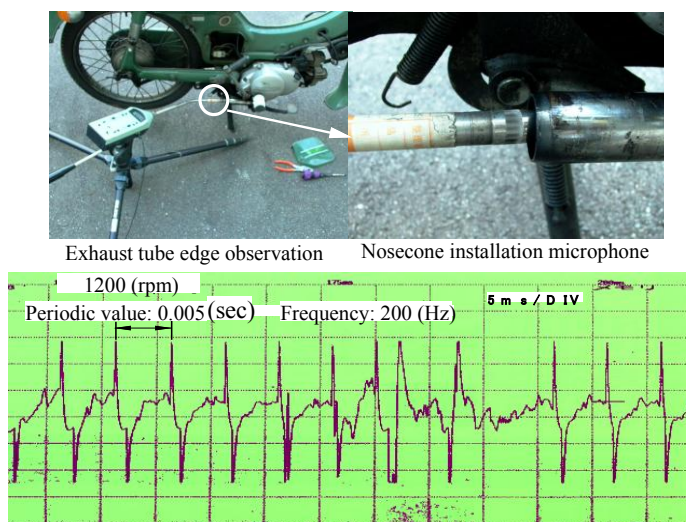 Exhaust tube edge observation
Nosecone installation microphone
1200 (rpm)
175ms
5 m s / D IV
Periodic value: 0.005 (sec) Frequency: 200 (Hz)